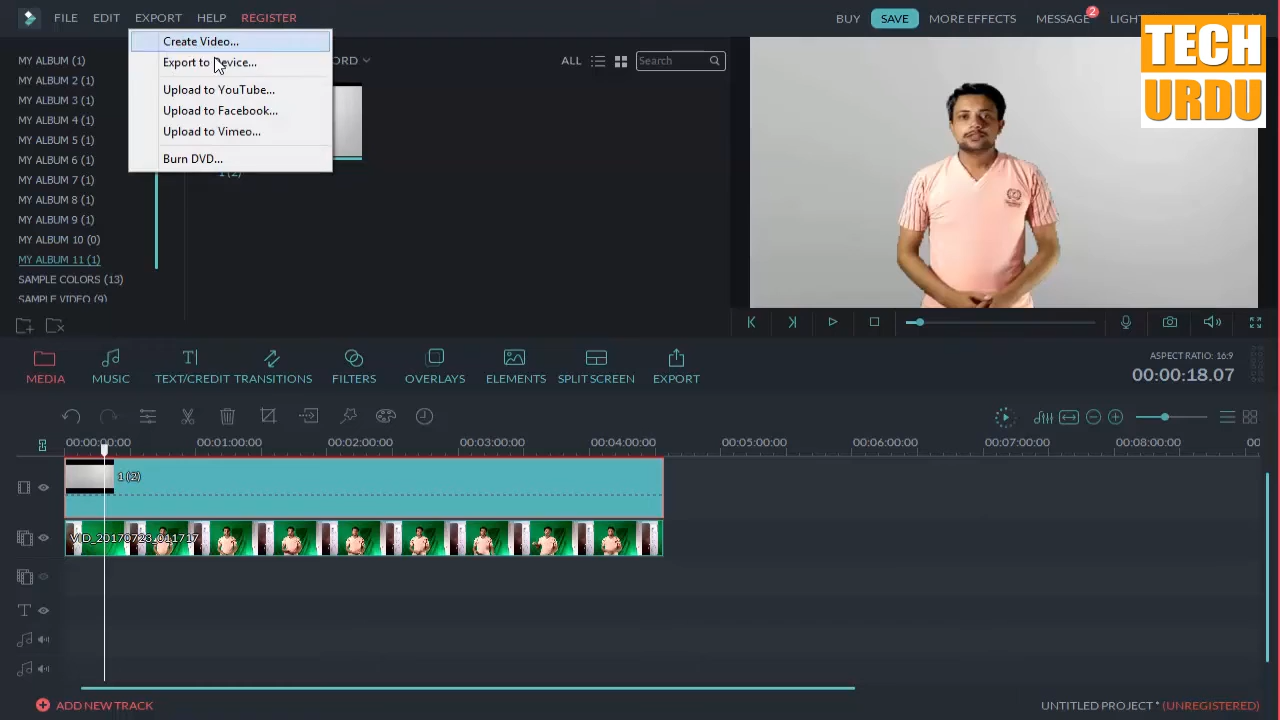 FILE EDIT EXPORT HELP REGISTER
BUY SAVE MORE EFFECTS MESSAGE 2
TECH
URDU
Create Video...
Export to Device...
Upload to YouTube...
Upload to Facebook...
Upload to Vimeo...
Burn DVD...
MY ALBUM (1)
MY ALBUM 2 (1)
MY ALBUM 3 (1)
MY ALBUM 4 (1)
MY ALBUM 5 (1)
MY ALBUM 6 (1)
MY ALBUM 7 (1)
MY ALBUM 8 (1)
MY ALBUM 9 (1)
MY ALBUM 10 (0)
MY ALBUM 11 (1)
SAMPLE COLORS (13)
SAMPLE VIDEO (9)
ALL Search
1 (2)
MEDIA MUSIC TEXT/CREDIT TRANSITIONS FILTERS OVERLAYS ELEMENTS SPLIT SCREEN EXPORT
ASPECT RATIO: 16:9
00:00:18.07
00:00:00:00 00:01:00:00 00:02:00:00 00:03:00:00 00:04:00:00 00:05:00:00 00:06:00:00 00:07:00:00 00:08:00:00 00
1 (2)
VID_20170723_011717
ADD NEW TRACK
UNTITLED PROJECT * (UNREGISTERED)